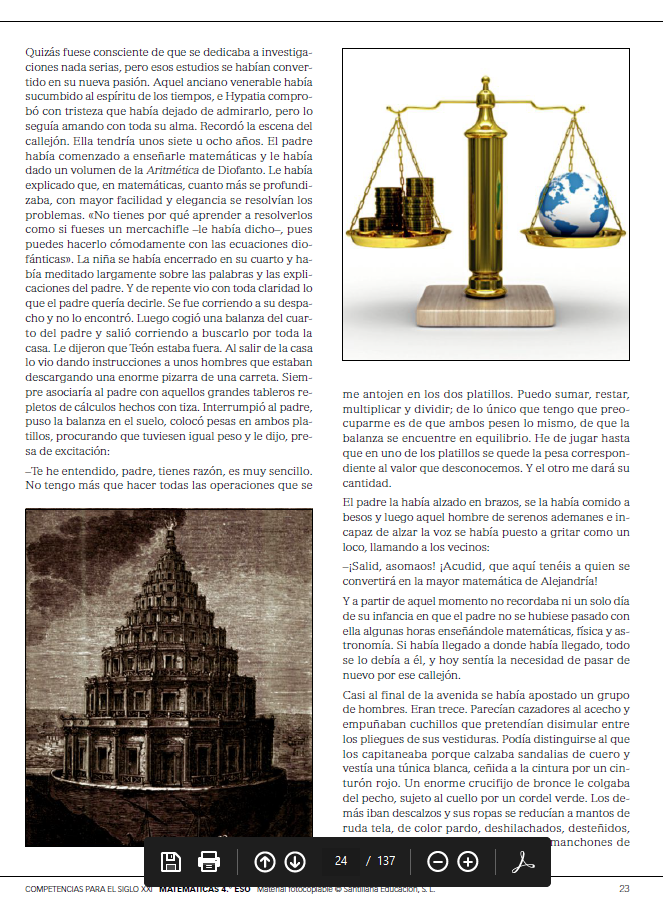 Quizás fuese consciente de que se dedicaba a investiga-
ciones nada serias, pero esos estudios se habían conver-
tido en su nueva pasión. Aquel anciano venerable había
sucumbido al espíritu de los tiempos, e Hypatia compro-
bó con tristeza que había dejado de admirarlo, pero lo
seguía amando con toda su alma. Recordó la escena del
callejón. Ella tendría unos siete u ocho años. El padre
había comenzado a enseñarle matemáticas y le había
dado un volumen de la Aritmética de Diofanto. Le había
explicado que, en matemáticas, cuanto más se profundi-
zaba, con mayor facilidad y elegancia se resolvían los
problemas. «No tienes por qué aprender a resolverlos
como si fueses un mercachifle –le había dicho–, pues
puedes hacerlo cómodamente con las ecuaciones dio-
fánticas». La niña se había encerrado en su cuarto y ha-
bía meditado largamente sobre las palabras y las expli-
caciones del padre. Y de repente vio con toda claridad lo
que el padre quería decirle. Se fue corriendo a su despa-
cho y no lo encontró. Luego cogió una balanza del cuar-
to del padre y salió corriendo a buscarlo por toda la
casa. Le dijeron que Teón estaba fuera. Al salir de la casa
lo vio dando instrucciones a unos hombres que estaban
descargando una enorme pizarra de una carreta. Siem-
pre asociaría al padre con aquellos grandes tableros re-
pletos de cálculos hechos con tiza. Interrumpió al padre,
puso la balanza en el suelo, colocó pesas en ambos pla-
tillos, procurando que tuviesen igual peso y le dijo, pre-
sa de excitación:
–Te he entendido, padre, tienes razón, es muy sencillo.
No tengo más que hacer todas las operaciones que se
me antojen en los dos platillos. Puedo sumar, restar,
multiplicar y dividir; de lo único que tengo que preo-
cuparme es de que ambos pesen lo mismo, de que la
balanza se encuentre en equilibrio. He de jugar hasta
que en uno de los platillos se quede la pesa correspon-
diente al valor que desconocemos. Y el otro me dará su
cantidad.
El padre la había alzado en brazos, se la había comido a
besos y luego aquel hombre de serenos ademanes e in-
capaz de alzar la voz se había puesto a gritar como un
loco, llamando a los vecinos:
–¡Salid, asomaos! ¡Acudid, que aquí tenéis a quien se
convertirá en la mayor matemática de Alejandría!
Y a partir de aquel momento no recordaba ni un solo día
de su infancia en que el padre no se hubiese pasado con
ella algunas horas enseñándole matemáticas, física y as-
tronomía. Si había llegado a donde había llegado, todo
se lo debía a él, y hoy sentía la necesidad de pasar de
nuevo por ese callejón.
Casi al final de la avenida se había apostado un grupo
de hombres. Eran trece. Parecían cazadores al acecho y
empuñaban cuchillos que pretendían disimular entre
los pliegues de sus vestiduras. Podía distinguirse al que
los capitaneaba porque calzaba sandalias de cuero y
vestía una túnica blanca, ceñida a la cintura por un cin-
turón rojo. Un enorme crucifijo de bronce le colgaba
del pecho, sujeto al cuello por un cordel verde. Los de-
más iban descalzos y sus ropas se reducían a mantos de
ruda tela, de color pardo, deshilachados, desteñidos,
manchones de
24 / 137
COMPETENCIAS PARA EL SIGLO XXI MATEMÁTICAS 4.° ESO Material fotocopiable © Santillana Educación, S. L.
23